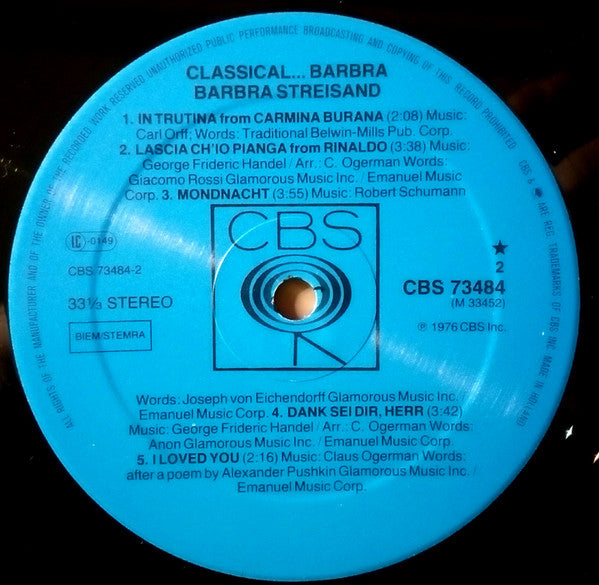 ALL RIGHTS OF THE MANUFACTURER AND OF THE OWNER OF THE RECORDED WORK RESERVED UNAUTHORIZED PUBLIC PERFORMANCE BROADCASTING AND COPYING OF THIS RECORD PROHIBITED
CBS & ARE REG. TRADEMARKS OF CBS INC. MADE IN HOLLAND
CLASSICAL... BARBRA
BARBRA STREISAND
1. IN TRUTINA from CARMINA BURANA (2:08) Music:
Carl Orff; Words: Traditional Belwin-Mills Pub. Corp.
2. LASCIA CH'IO PIANGA from RINALDO (3:38) Music:
George Frideric Handel / Arr.: C. Ogerman Words:
Giacomo Rossi Glamorous Music Inc. / Emanuel Music
Corp. 3. MONDNACHT (3:55) Music: Robert Schumann
CBS
LC-0149
CBS 73484-2
33⅓ STEREO
BIEM/STEMRA
★
2
CBS 73484
(M 33452)
℗ 1976 CBS Inc.
Words: Joseph von Eichendorff Glamorous Music Inc. /
Emanuel Music Corp. 4. DANK SEI DIR, HERR (3:42)
Music: George Frideric Handel / Arr.: C. Ogerman Words:
Anon Glamorous Music Inc. / Emanuel Music Corp.
5. I LOVED YOU (2:16) Music: Claus Ogerman Words:
after a poem by Alexander Pushkin Glamorous Music Inc. /
Emanuel Music Corp.